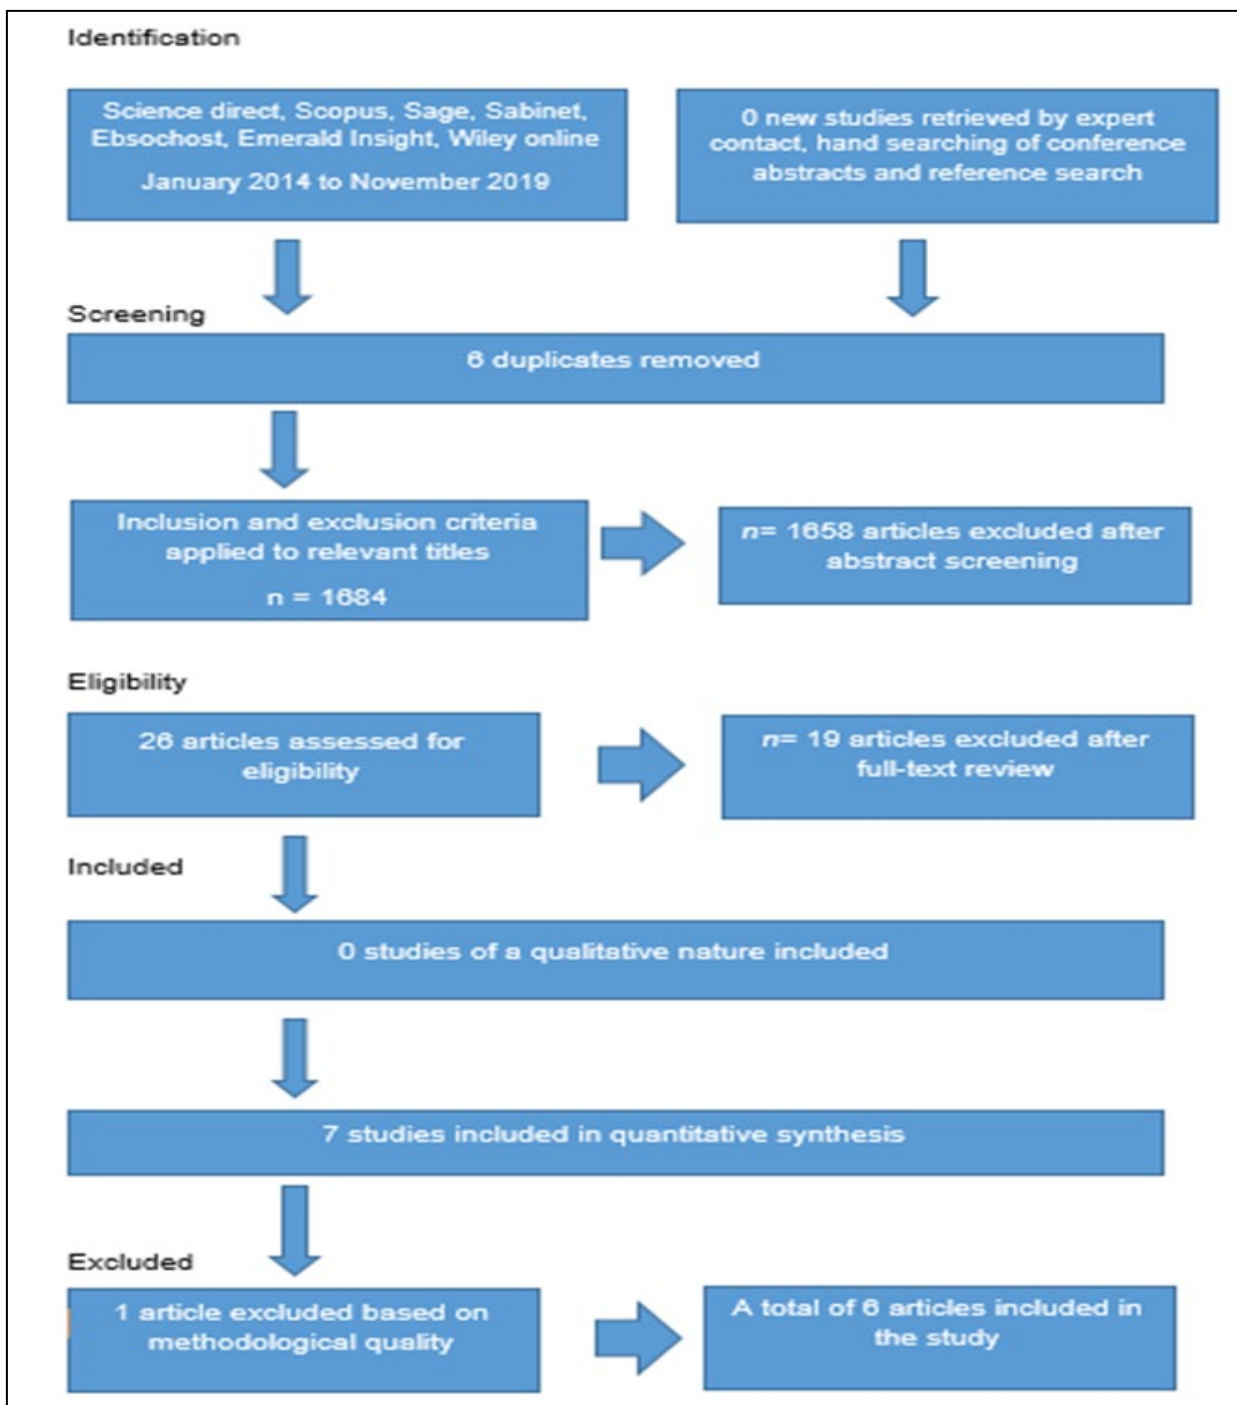 Identification
Science direct, Scopus, Sage, Sabinet,
Ebsochost, Emerald Insight, Wiley online
January 2014 to November 2019
0 new studies retrieved by expert
contact, hand searching of conference
abstracts and reference search
Screening
6 duplicates removed
Inclusion and exclusion criteria
applied to relevant titles
n = 1684
n= 1658 articles excluded after
abstract screening
Eligibility
26 articles assessed for
eligibility
n= 19 articles excluded after
full-text review
Included
0 studies of a qualitative nature included
7 studies included in quantitative synthesis
Excluded
1 article excluded based on
methodological quality
A total of 6 articles included in
the study